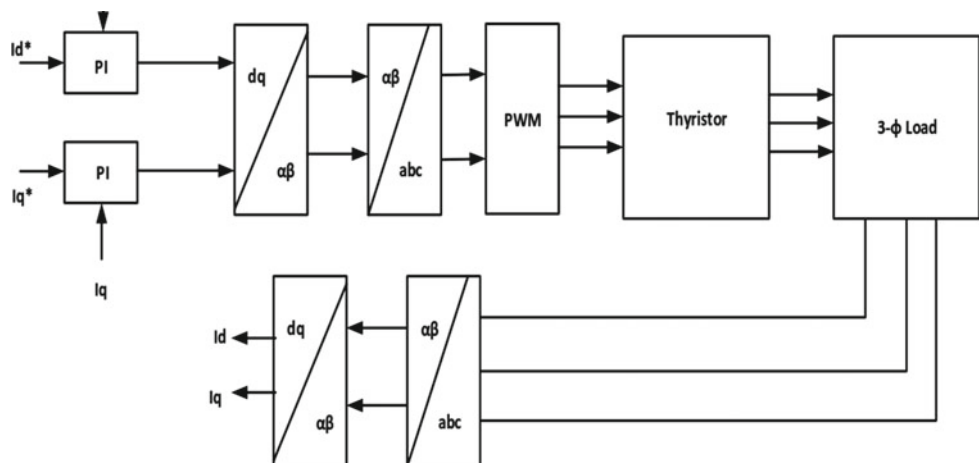 Id*
PI
dq
αβ
αβ
abc
PWM
Thyristor
3-ϕ Load
Iq*
PI
Iq
Id
Iq
dq
αβ
αβ
abc